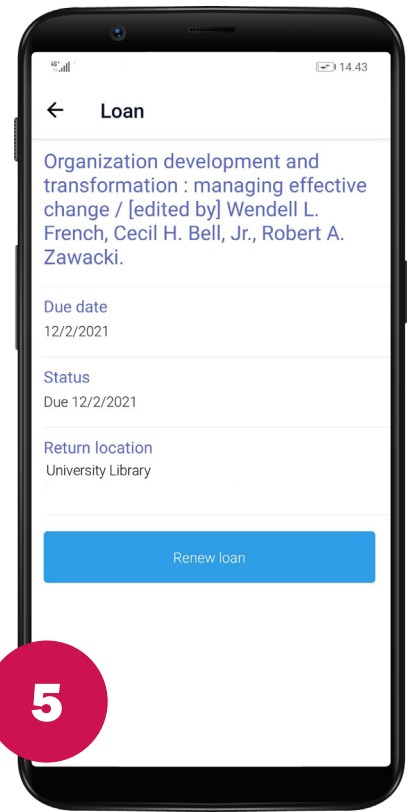 4G+
14.43
← Loan
Organization development and
transformation : managing effective
change / [edited by] Wendell L.
French, Cecil H. Bell, Jr., Robert A.
Zawacki.
Due date
12/2/2021
Status
Due 12/2/2021
Return location
University Library
Renew loan
5